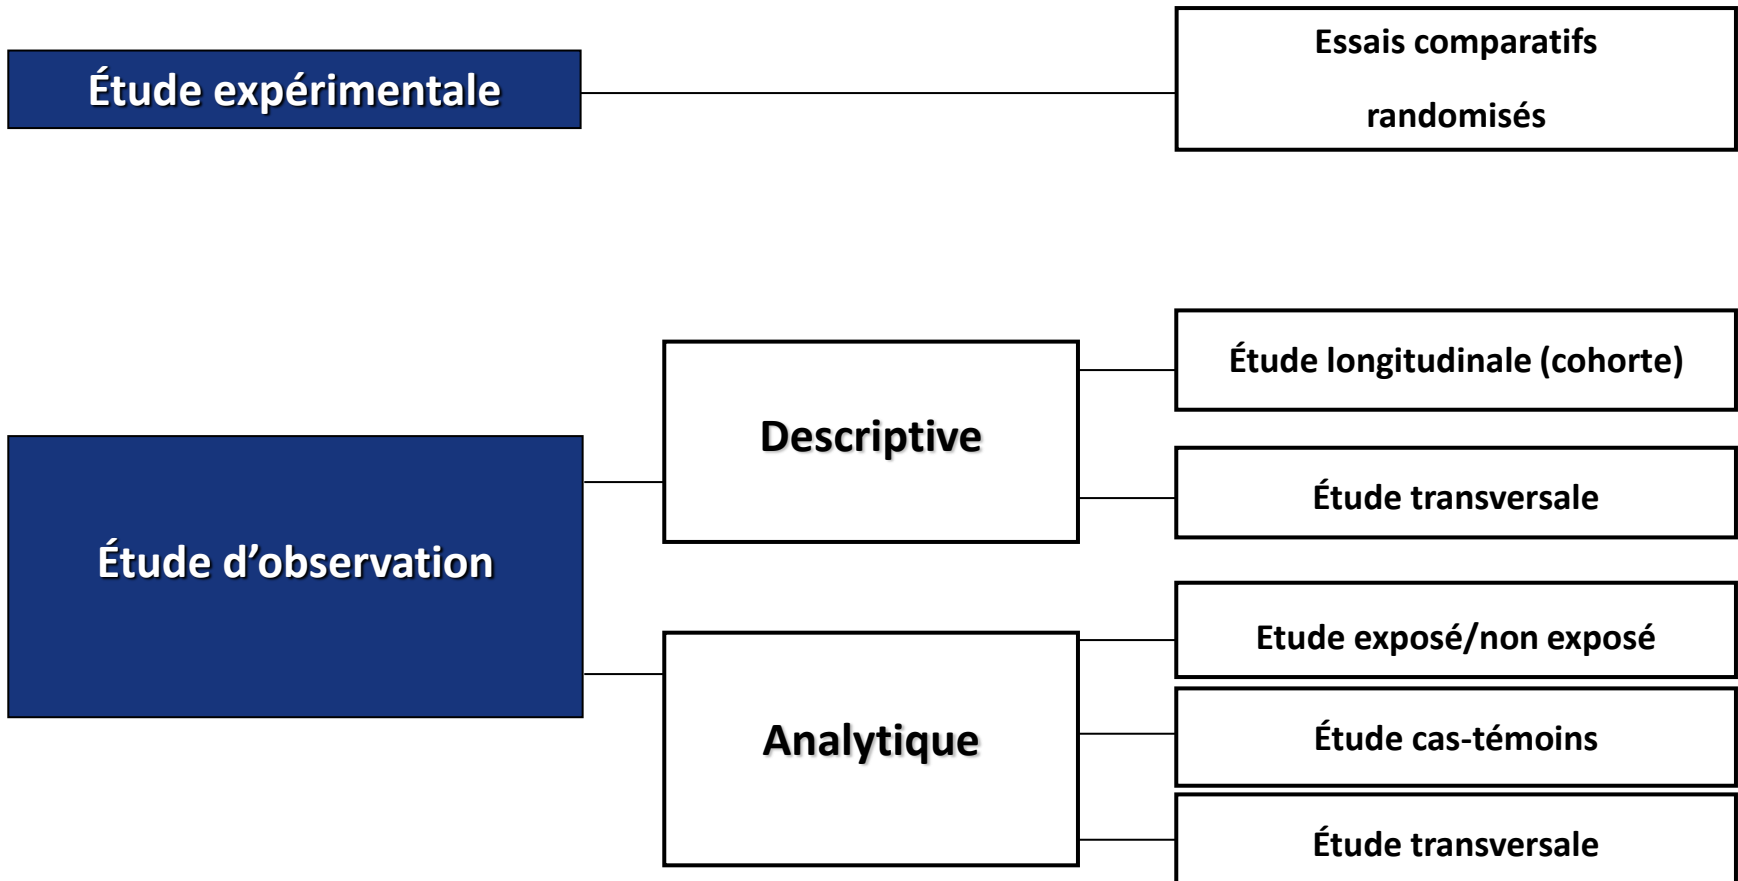 Étude expérimentale
Essais comparatifs
randomisés
Étude d’observation
Descriptive
Étude longitudinale (cohorte)
Étude transversale
Analytique
Etude exposé/non exposé
Étude cas-témoins
Étude transversale